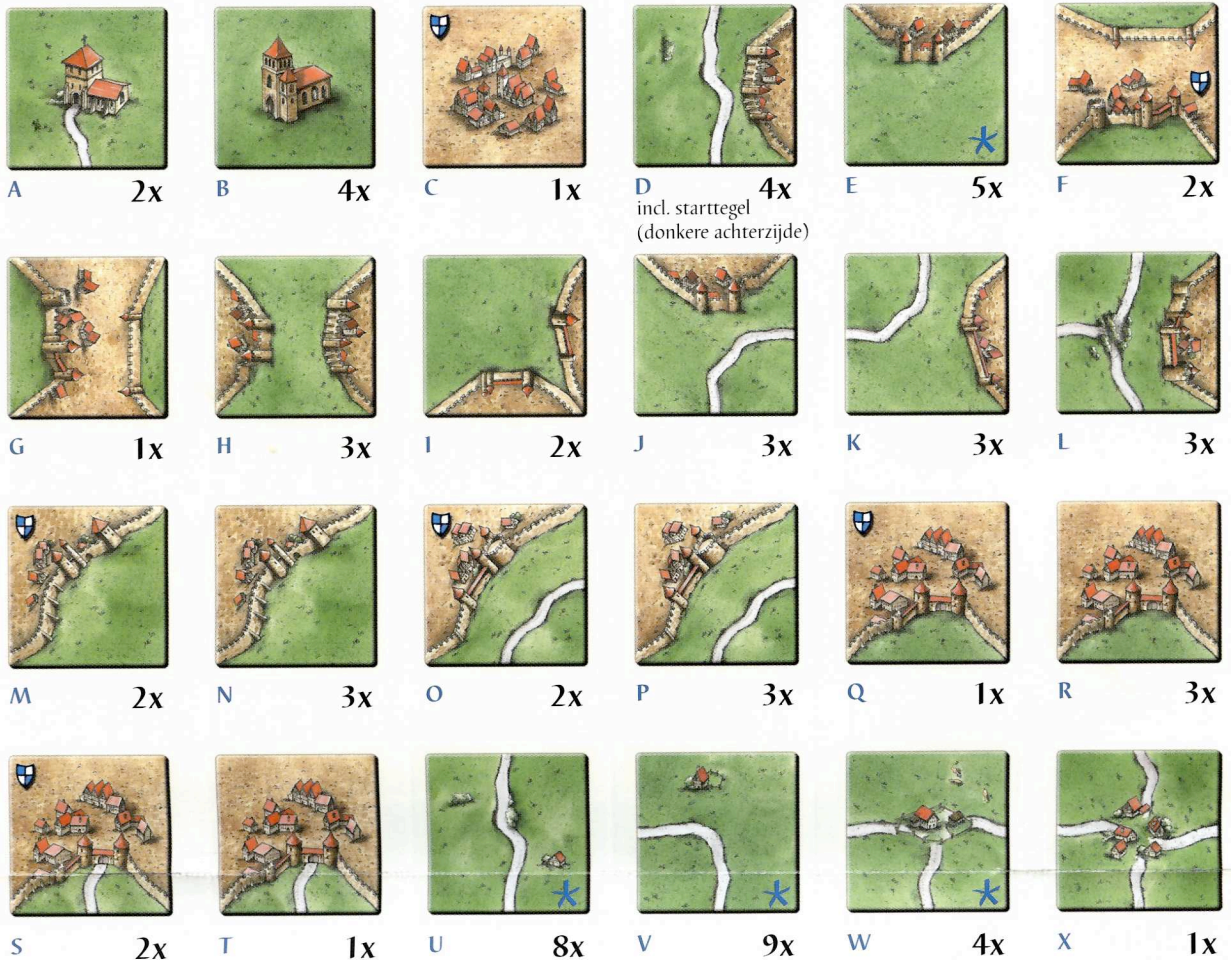 A 2x B 4x C 1x D 4x E 5x F 2x
incl. starttegel
(donkere achterzijde)
G 1x H 3x I 2x J 3x K 3x L 3x
M 2x N 3x O 2x P 3x Q 1x R 3x
S 2x T 1x U 8x V 9x W 4x X 1x